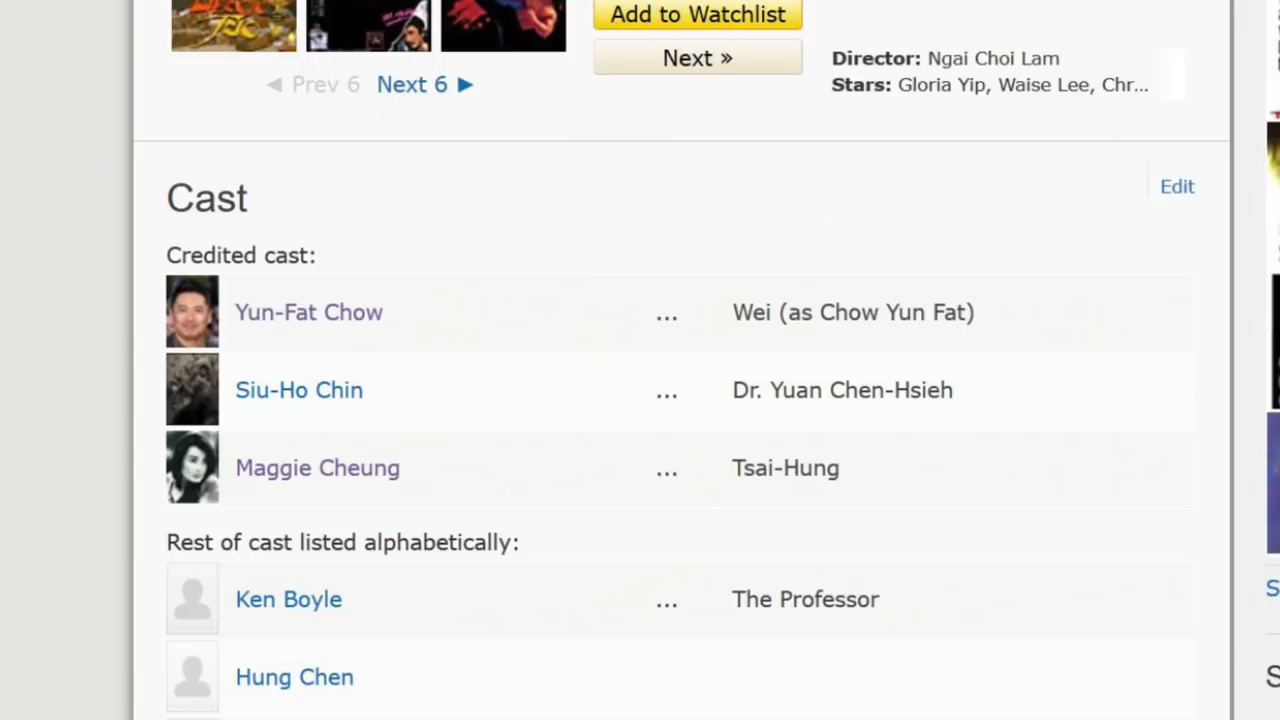 Add to Watchlist
Next »
◀ Prev 6 Next 6 ▶
Director: Ngai Choi Lam
Stars: Gloria Yip, Waise Lee, Chr...
Cast
Edit
Credited cast:
Yun-Fat Chow ... Wei (as Chow Yun Fat)
Siu-Ho Chin ... Dr. Yuan Chen-Hsieh
Maggie Cheung ... Tsai-Hung
Rest of cast listed alphabetically:
Ken Boyle ... The Professor
Hung Chen